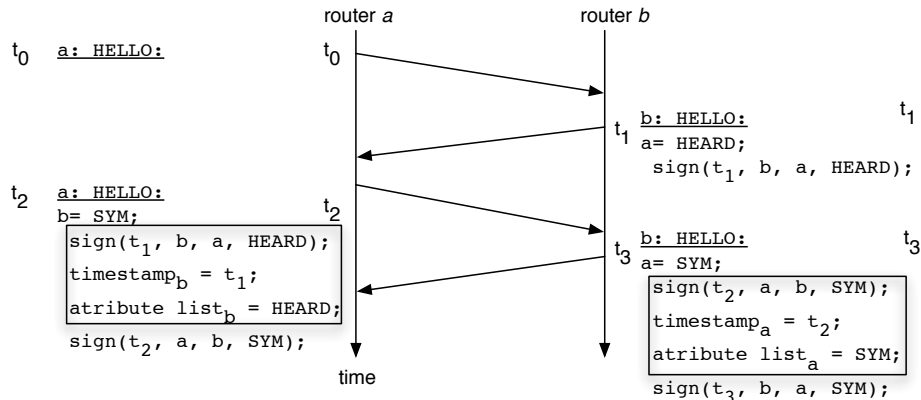 router a
router b
t0
a: HELLO:
t0
t1
b: HELLO:
t1
a= HEARD;
sign(t1, b, a, HEARD);
t2
a: HELLO:
t2
b= SYM;
sign(t1, b, a, HEARD);
timestampb = t1;
atribute listb = HEARD;
sign(t2, a, b, SYM);
t3
b: HELLO:
t3
a= SYM;
sign(t2, a, b, SYM);
timestampa = t2;
atribute lista = SYM;
sign(t3, b, a, SYM);
time